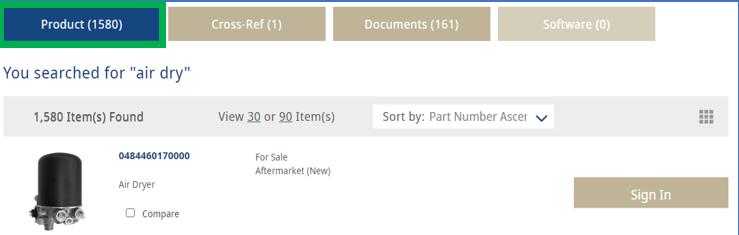 Product (1580) Cross-Ref (1) Documents (161) Software (0)
You searched for "air dry"
1,580 Item(s) Found View 30 or 90 Item(s) Sort by: Part Number Ascer
0484460170000 For Sale
Aftermarket (New)
Air Dryer
Sign In
Compare